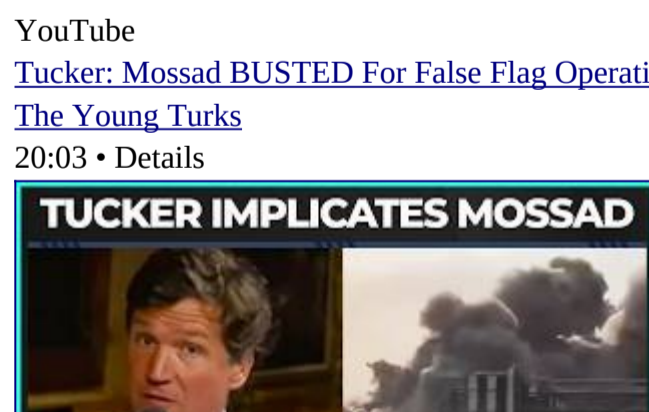 YouTube
Tucker: Mossad BUSTED For False Flag Operati
The Young Turks
20:03 • Details
TUCKER IMPLICATES MOSSAD